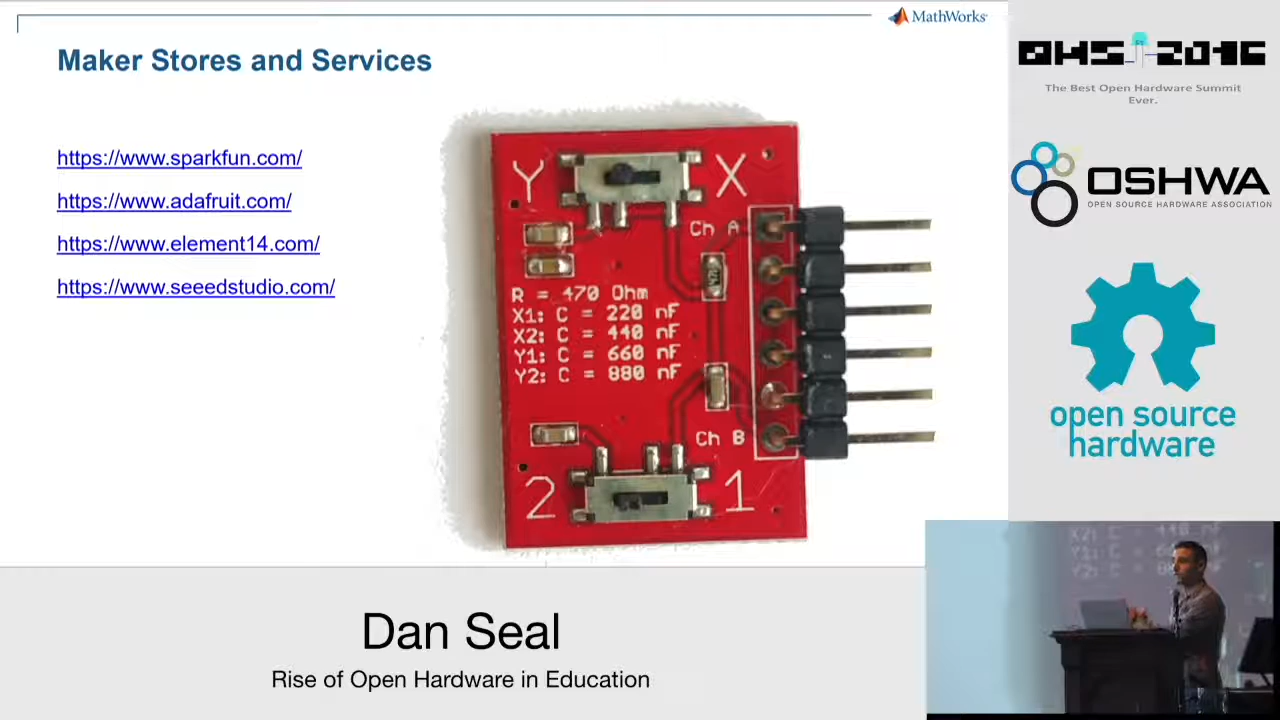 MathWorks
Maker Stores and Services
https://www.sparkfun.com/
https://www.adafruit.com/
https://www.element14.com/
https://www.seeedstudio.com/
Y X
Ch A
R = 470 Ohm
X1: C = 220 nF
X2: C = 440 nF
Y1: C = 660 nF
Y2: C = 880 nF
Ch B
2 1
OHS 2016
The Best Open Hardware Summit
Ever.
OSHWA
OPEN SOURCE HARDWARE ASSOCIATION
open source
hardware
Dan Seal
Rise of Open Hardware in Education